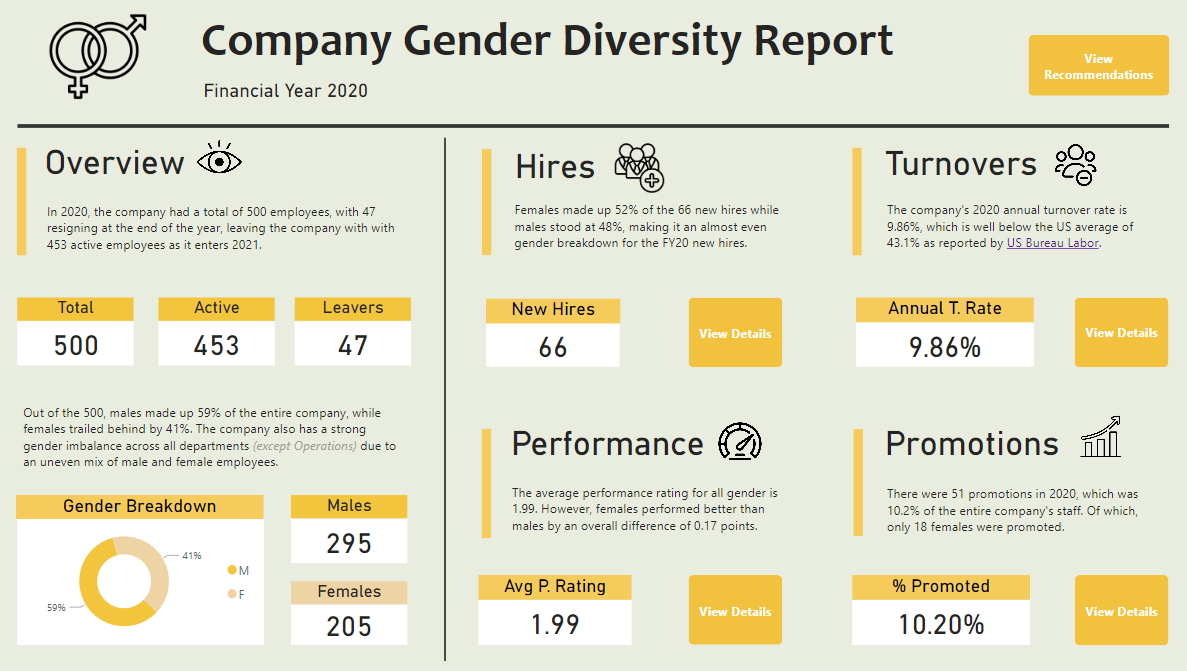 Company Gender Diversity Report
Financial Year 2020
View
Recommendations
Overview
In 2020, the company had a total of 500 employees, with 47
resigning at the end of the year, leaving the company with with
453 active employees as it enters 2021.
Total
500
Active
453
Leavers
47
Out of the 500, males made up 59% of the entire company, while
females trailed behind by 41%. The company also has a strong
gender imbalance across all departments (except Operations) due to
an uneven mix of male and female employees.
Gender Breakdown
41%
59%
M
F
Males
295
Females
205
Hires
Females made up 52% of the 66 new hires while
males stood at 48%, making it an almost even
gender breakdown for the FY20 new hires.
New Hires
66
View Details
Turnovers
The company's 2020 annual turnover rate is
9.86%, which is well below the US average of
43.1% as reported by US Bureau Labor.
Annual T. Rate
9.86%
View Details
Performance
The average performance rating for all gender is
1.99. However, females performed better than
males by an overall difference of 0.17 points.
Avg P. Rating
1.99
View Details
Promotions
There were 51 promotions in 2020, which was
10.2% of the entire company's staff. Of which,
only 18 females were promoted.
% Promoted
10.20%
View Details